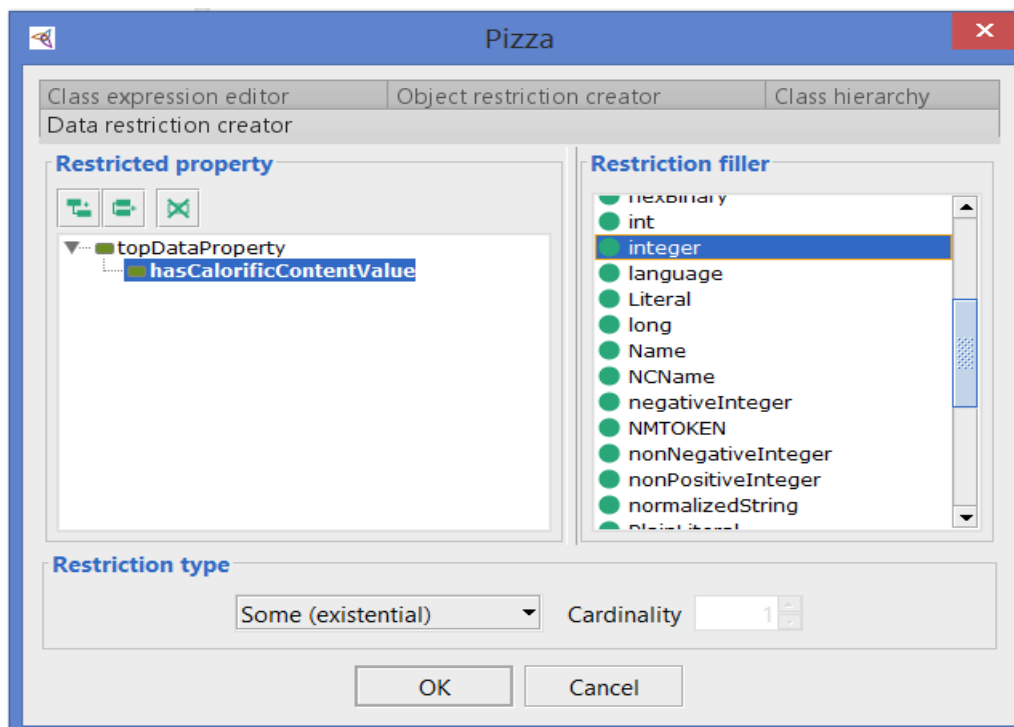 Pizza
Class expression editor
Object restriction creator
Class hierarchy
Data restriction creator
Restricted property
topDataProperty
hasCalorificContentValue
Restriction filler
hexBinary
int
integer
language
Literal
long
Name
NCName
negativeInteger
NMTOKEN
nonNegativeInteger
nonPositiveInteger
normalizedString
PlainLiteral
Restriction type
Some (existential)
Cardinality
1
OK
Cancel